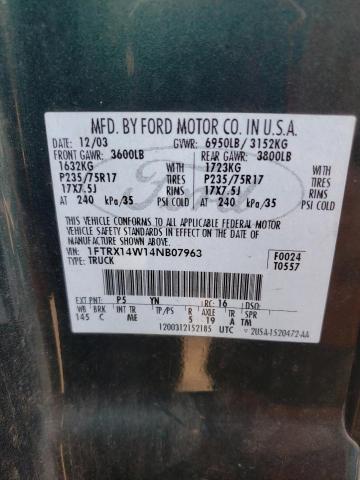 MFD. BY FORD MOTOR CO. IN U.S.A.
DATE: 12/03 GVWR: 6950LB/ 3152KG
FRONT GAWR: 3600LB REAR GAWR: 3800LB
1632KG WITH 1723KG WITH
P235/75R17 TIRES P235/75R17 TIRES
17X7.5J RIMS 17X7.5J RIMS
AT 240 kPa/35 PSI COLD AT 240 kPa/35 PSI COLD
THIS VEHICLE CONFORMS TO ALL APPLICABLE FEDERAL MOTOR
VEHICLE SAFETY STANDARDS IN EFFECT ON THE DATE OF
MANUFACTURE SHOWN ABOVE.
VIN: 1FTRX14W14NB07963 F0024
TYPE: TRUCK T0557
EXT PNT: P5 YN RC: 16 DSO:
WB BRK INT TR TP/PS R AXLE TR SPR
145 C ME 5 19 A TM
1200312152185 UTC 2USA-1520472-AA
Ford